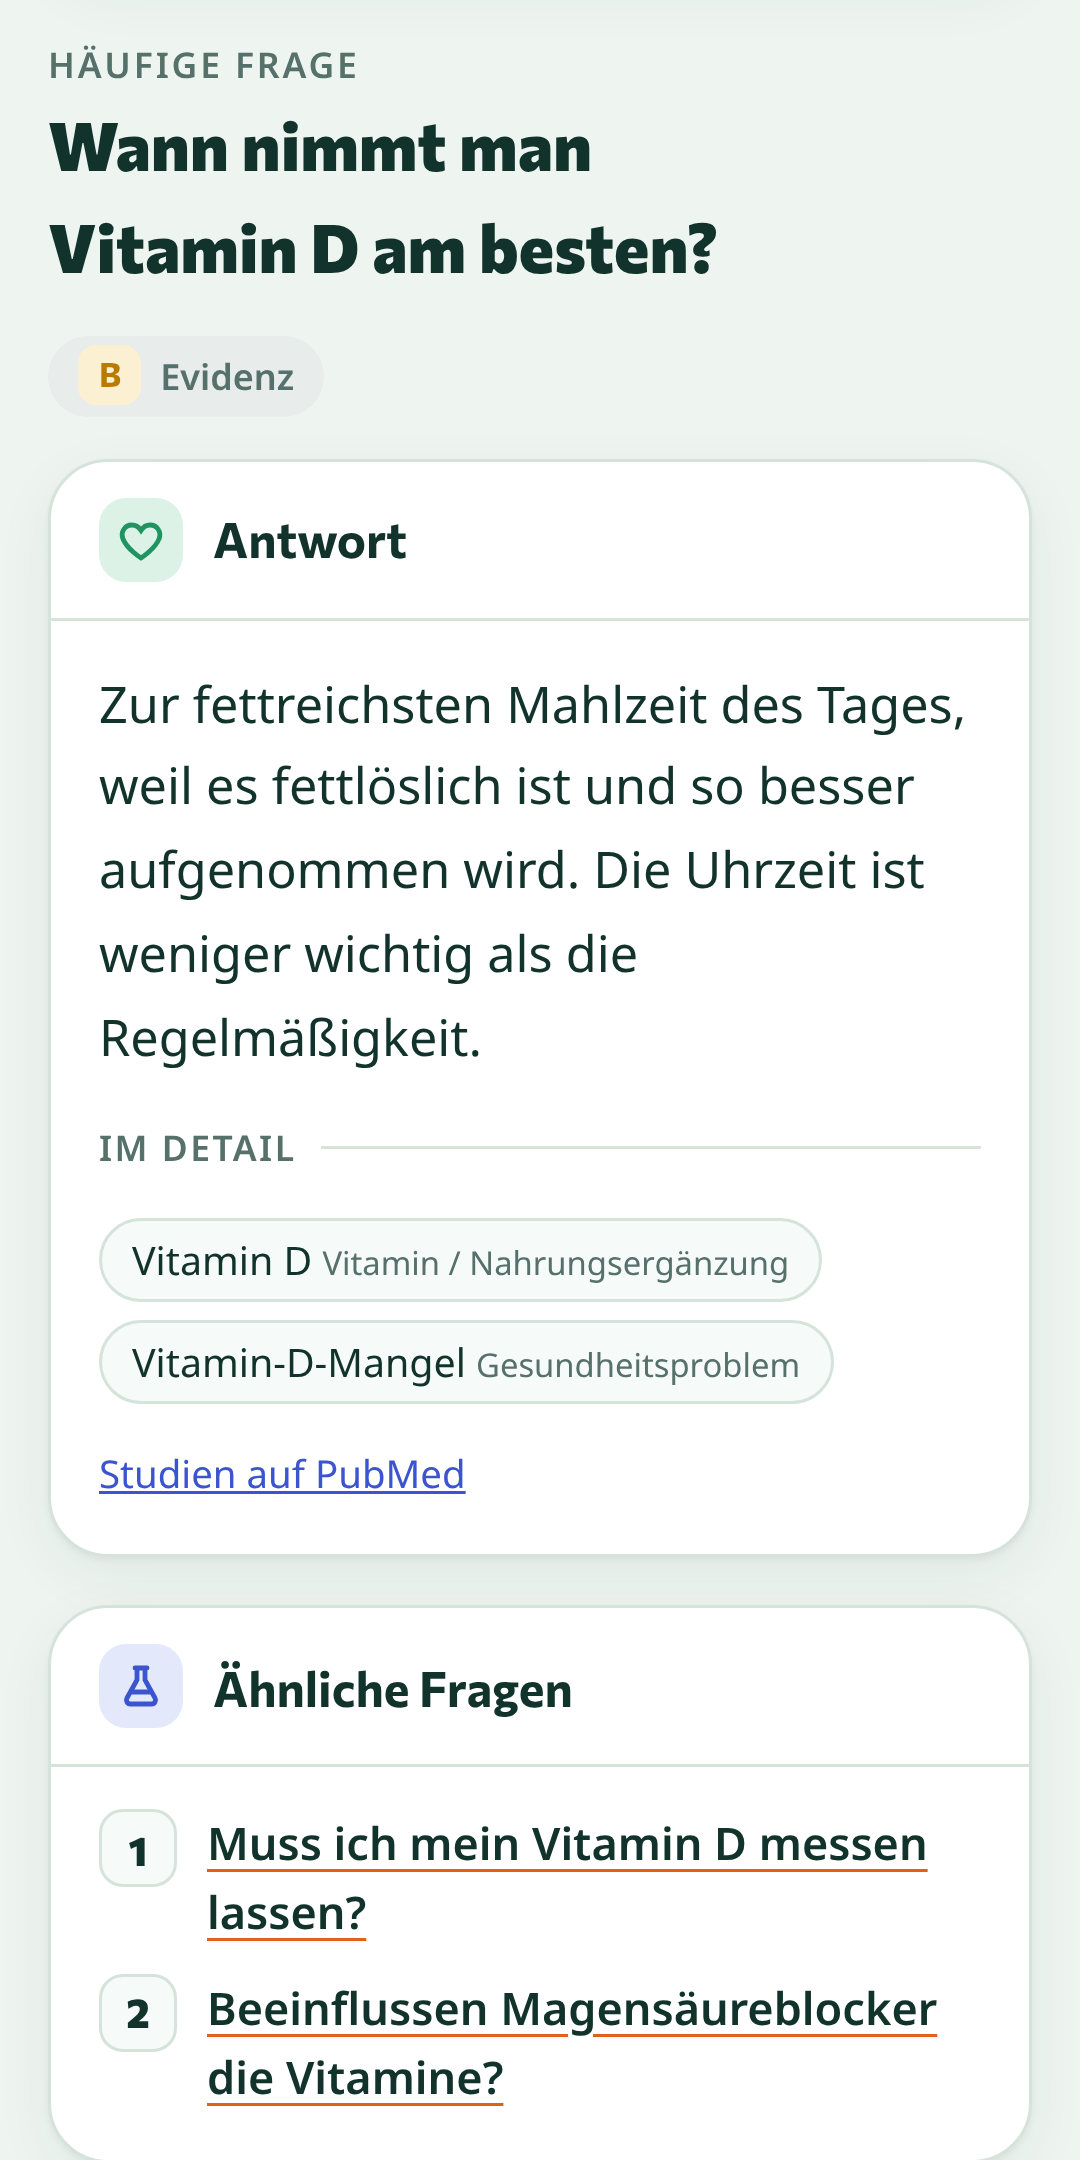 HÄUFIGE FRAGE
Wann nimmt man
Vitamin D am besten?
B Evidenz
Antwort
Zur fettreichsten Mahlzeit des Tages,
weil es fettlöslich ist und so besser
aufgenommen wird. Die Uhrzeit ist
weniger wichtig als die
Regelmäßigkeit.
IM DETAIL
Vitamin D Vitamin / Nahrungsergänzung
Vitamin-D-Mangel Gesundheitsproblem
Studien auf PubMed
Ähnliche Fragen
1 Muss ich mein Vitamin D messen
lassen?
2 Beeinflussen Magensäureblocker
die Vitamine?